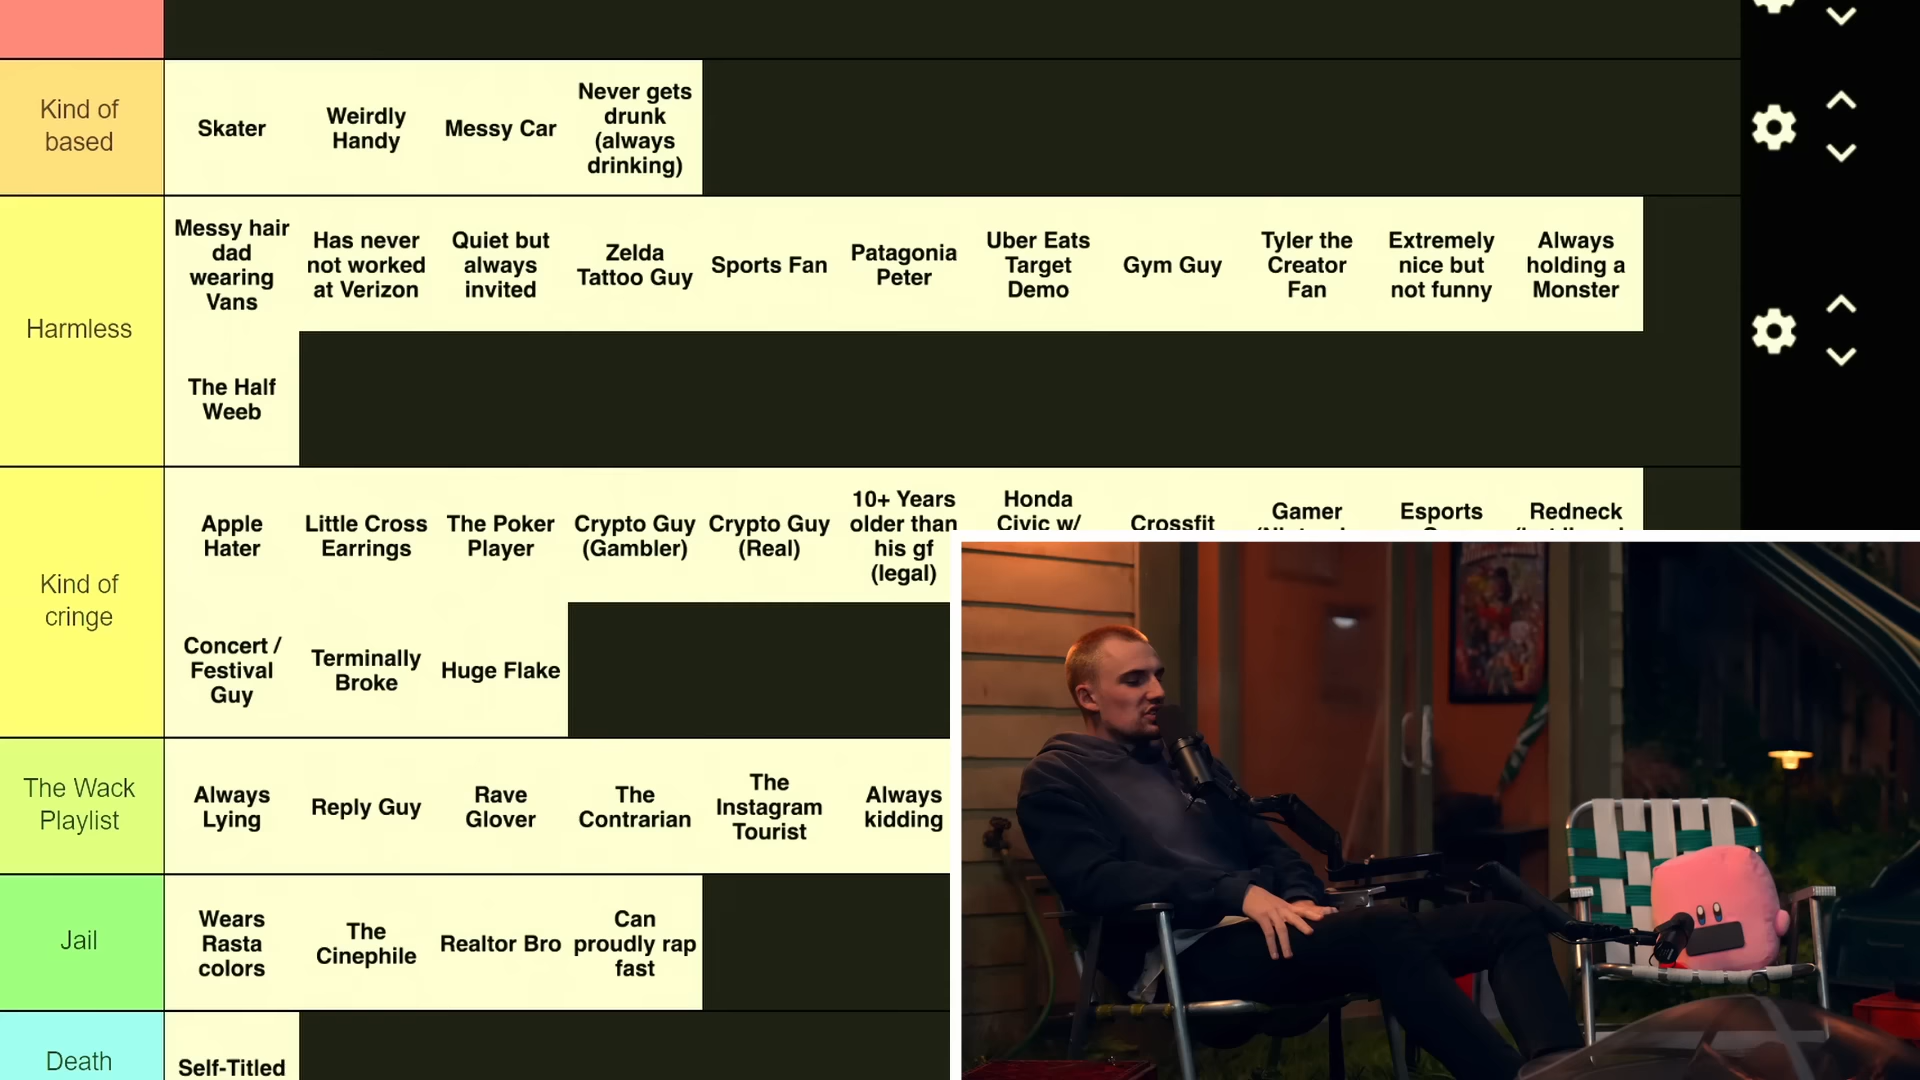 Kind of
based
Skater
Weirdly
Handy
Messy Car
Never gets
drunk
(always
drinking)
Harmless
Messy hair
dad
wearing
Vans
Has never
not worked
at Verizon
Quiet but
always
invited
Zelda
Tattoo Guy
Sports Fan
Patagonia
Peter
Uber Eats
Target
Demo
Gym Guy
Tyler the
Creator
Fan
Extremely
nice but
not funny
Always
holding a
Monster
The Half
Weeb
Kind of
cringe
Apple
Hater
Little Cross
Earrings
The Poker
Player
Crypto Guy
(Gambler)
Crypto Guy
(Real)
10+ Years
older than
his gf
(legal)
Honda
Civic w/
Crossfit
Gamer
Esports
Redneck
Concert /
Festival
Guy
Terminally
Broke
Huge Flake
The Wack
Playlist
Always
Lying
Reply Guy
Rave
Glover
The
Contrarian
The
Instagram
Tourist
Always
kidding
Jail
Wears
Rasta
colors
The
Cinephile
Realtor Bro
Can
proudly rap
fast
Death
Self-Titled